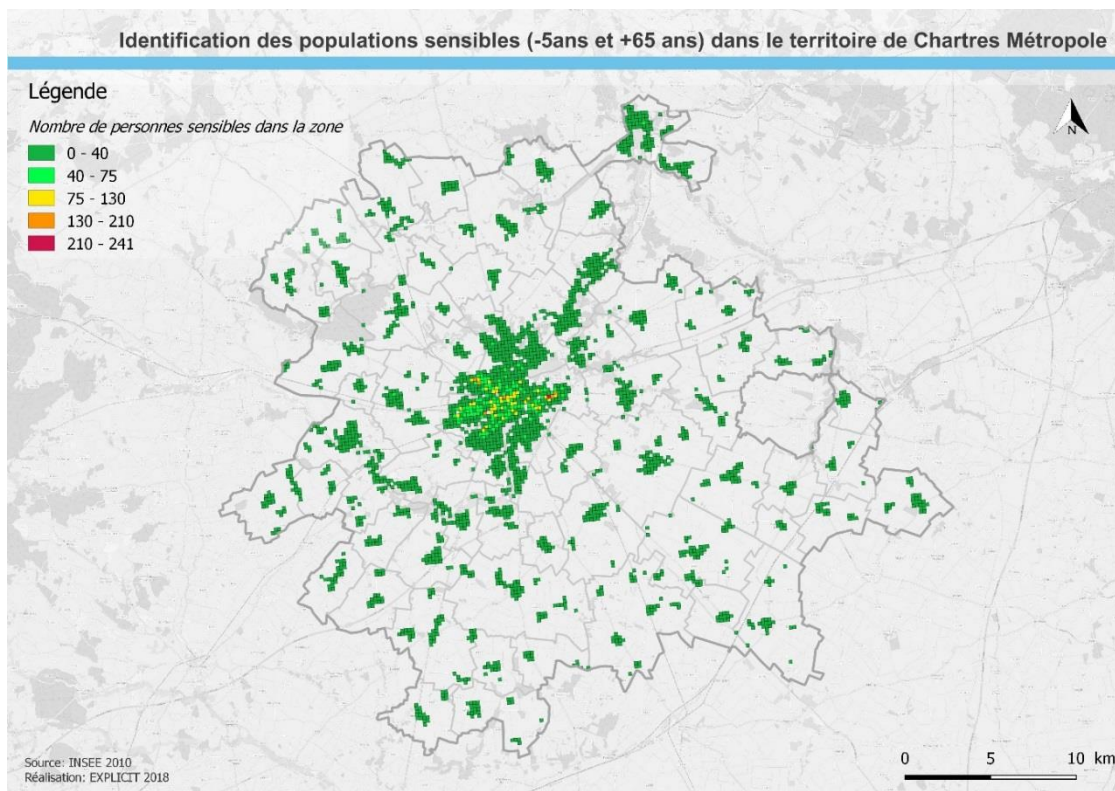 Identification des populations sensibles (-5ans et +65 ans) dans le territoire de Chartres Métropole
Légende
Nombre de personnes sensibles dans la zone
0 - 40
40 - 75
75 - 130
130 - 210
210 - 241
N
Source: INSEE 2010
Réalisation: EXPLICIT 2018
0 5 10 km